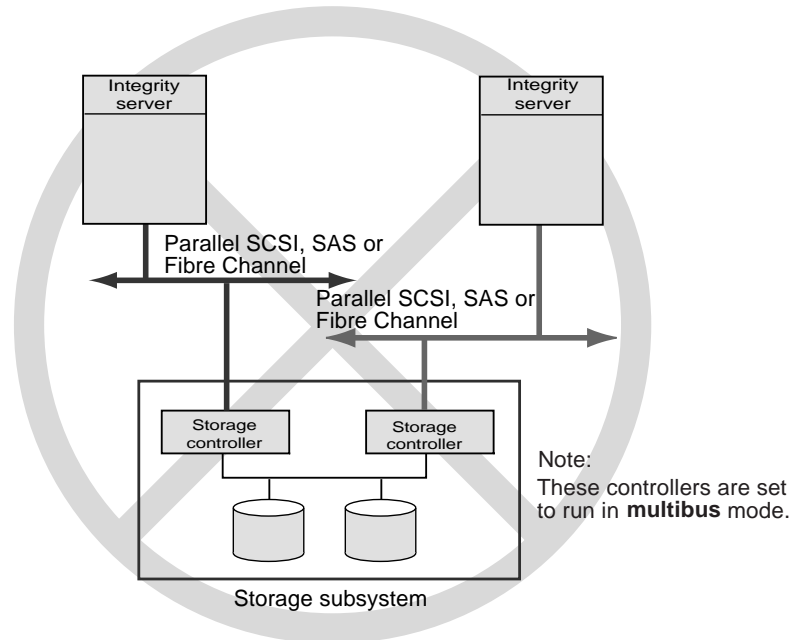 Integrity
server
Integrity
server
Parallel SCSI, SAS or
Fibre Channel
Parallel SCSI, SAS or
Fibre Channel
Storage
controller
Storage
controller
Note:
These controllers are set
to run in multibus mode.
Storage subsystem